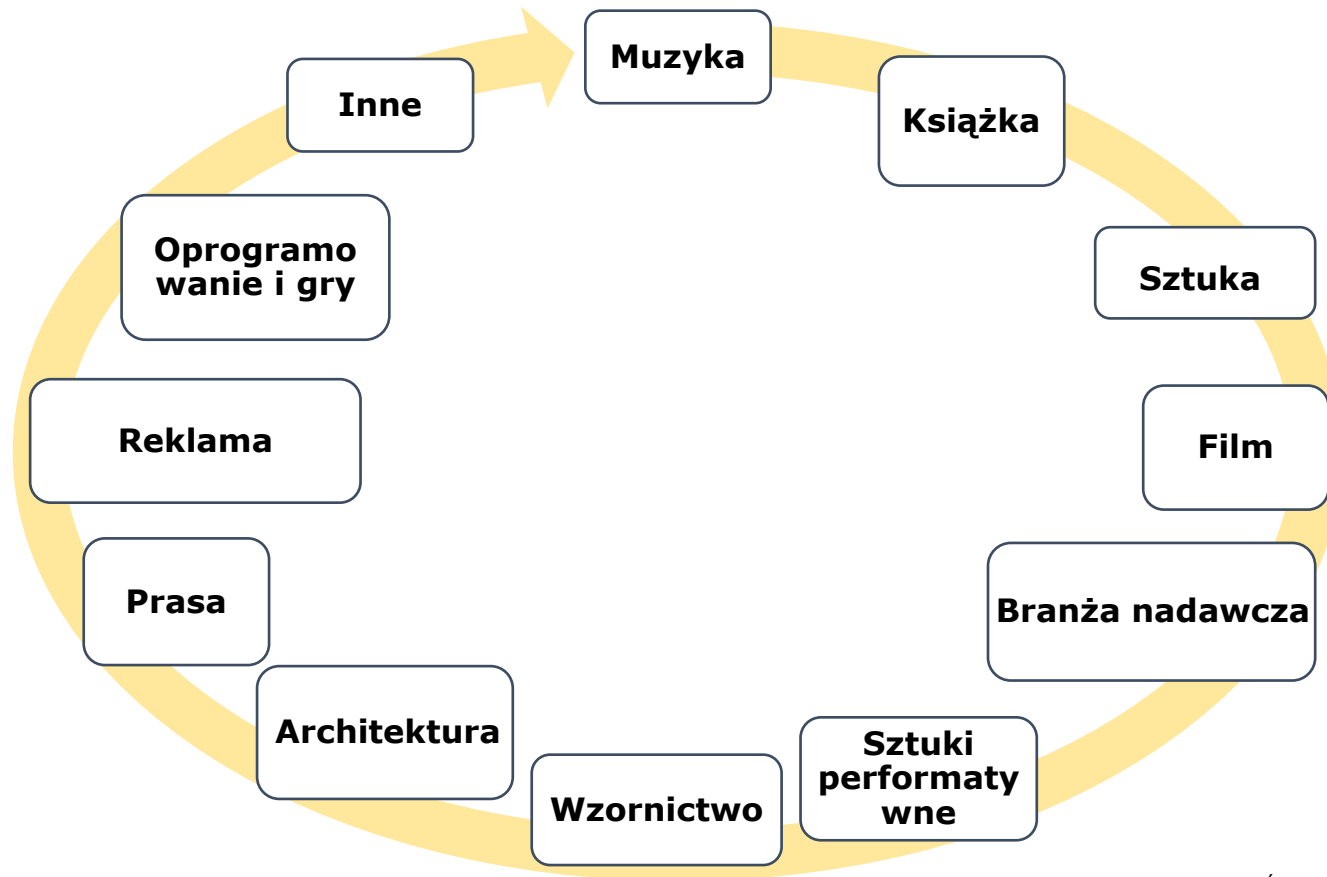 Muzyka
Książka
Sztuka
Film
Branża nadawcza
Sztuki
performaty
wne
Wzornictwo
Architektura
Prasa
Reklama
Oprogramo
wanie i gry
Inne